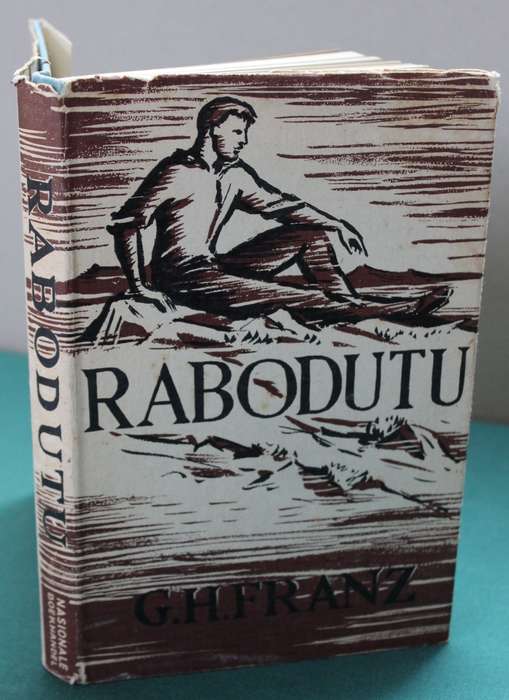 RABODUTU
G.H.FRANZ
RABODUTU
NASIONALE
BOEKHANDEL